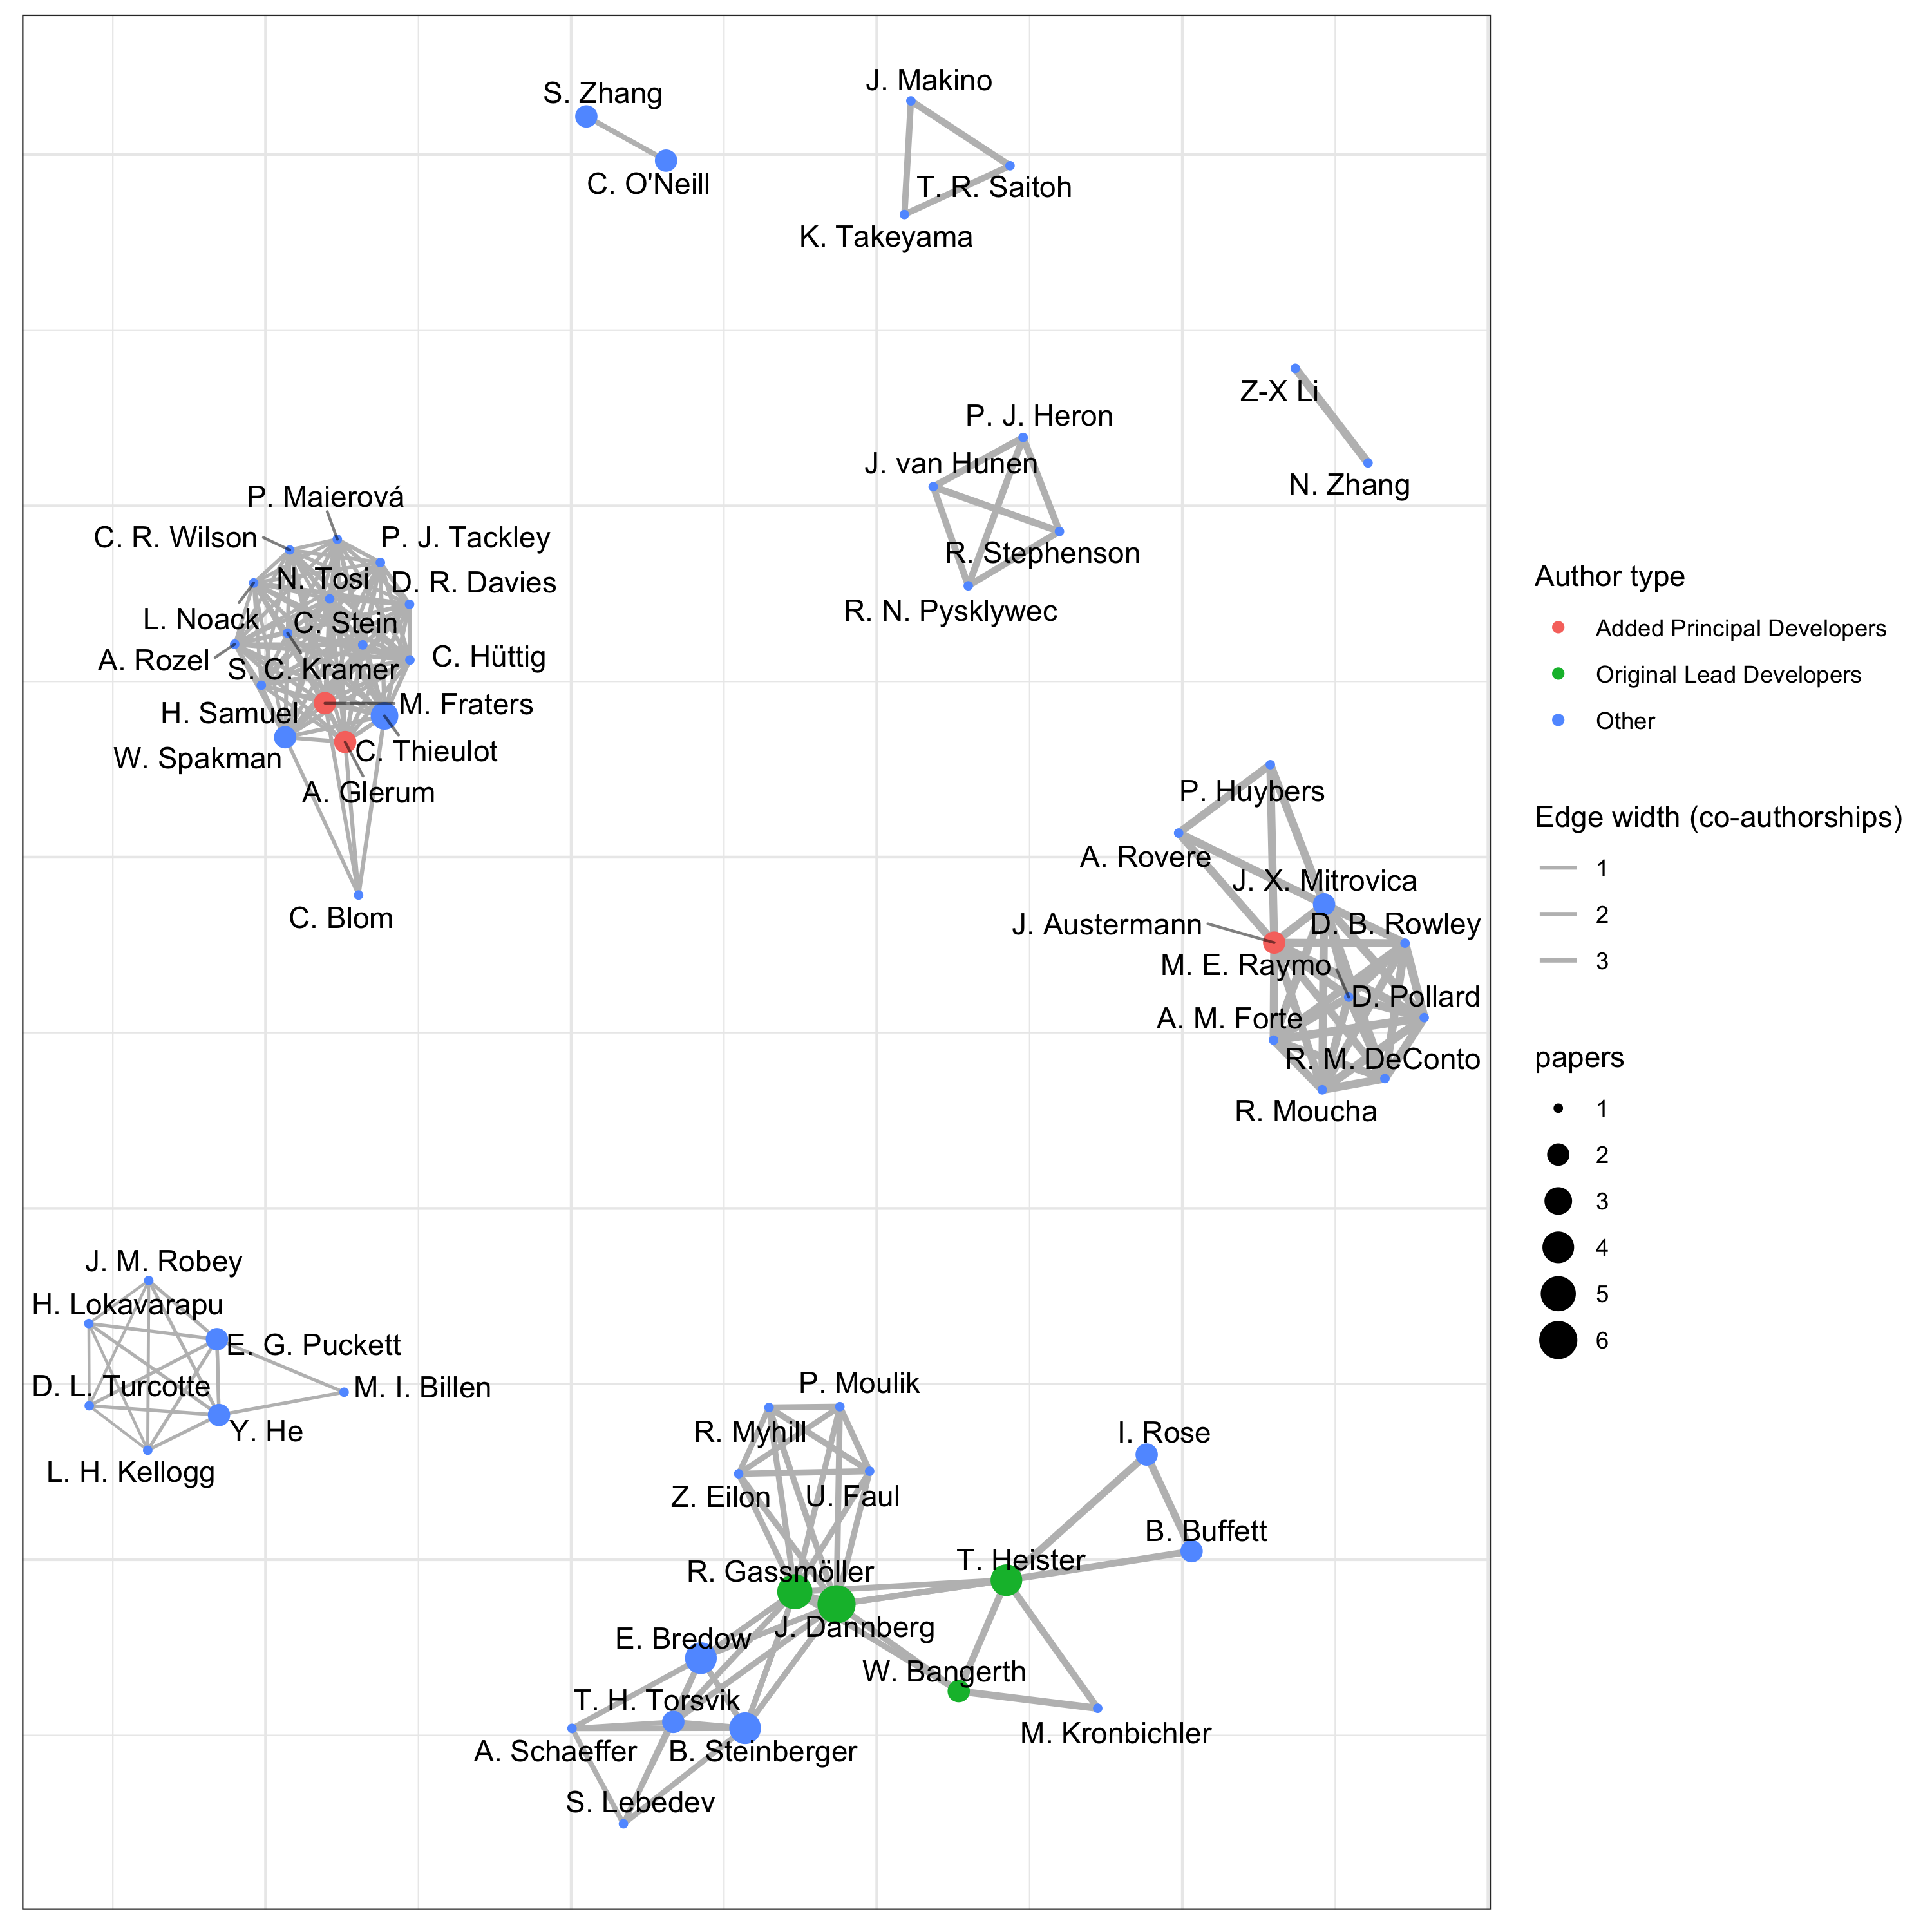 J. Makino
S. Zhang
C. O'Neill
T. R. Saitoh
K. Takeyama
Z-X Li
P. J. Heron
J. van Hunen
N. Zhang
P. Maierová
C. R. Wilson
P. J. Tackley
R. Stephenson
N. Tosi
D. R. Davies
R. N. Pysklywec
L. Noack
C. Stein
A. Rozel
C. Hüttig
S. C. Kramer
M. Fraters
H. Samuel
C. Thieulot
W. Spakman
A. Glerum
P. Huybers
A. Rovere
J. X. Mitrovica
C. Blom
J. Austermann
D. B. Rowley
M. E. Raymo
D. Pollard
A. M. Forte
R. M. DeConto
R. Moucha
J. M. Robey
H. Lokavarapu
E. G. Puckett
D. L. Turcotte
M. I. Billen
Y. He
L. H. Kellogg
P. Moulik
R. Myhill
I. Rose
Z. Eilon
U. Faul
B. Buffett
T. Heister
R. Gassmöller
J. Dannberg
E. Bredow
W. Bangerth
T. H. Torsvik
M. Kronbichler
A. Schaeffer
B. Steinberger
S. Lebedev
Author type
Added Principal Developers
Original Lead Developers
Other
Edge width (co-authorships)
1
2
3
papers
1
2
3
4
5
6